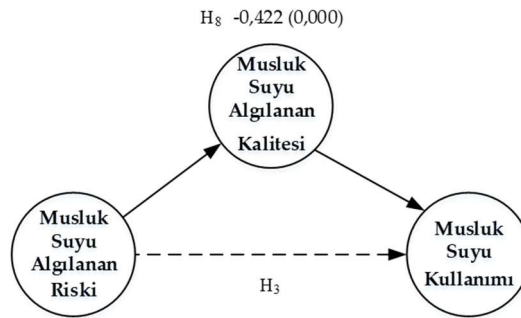 H₈ -0,422 (0,000)
Musluk
Suyu
Algılanan
Kalitesi
Musluk
Suyu
Algılanan
Riski
Musluk
Suyu
Kullanımı
H₃